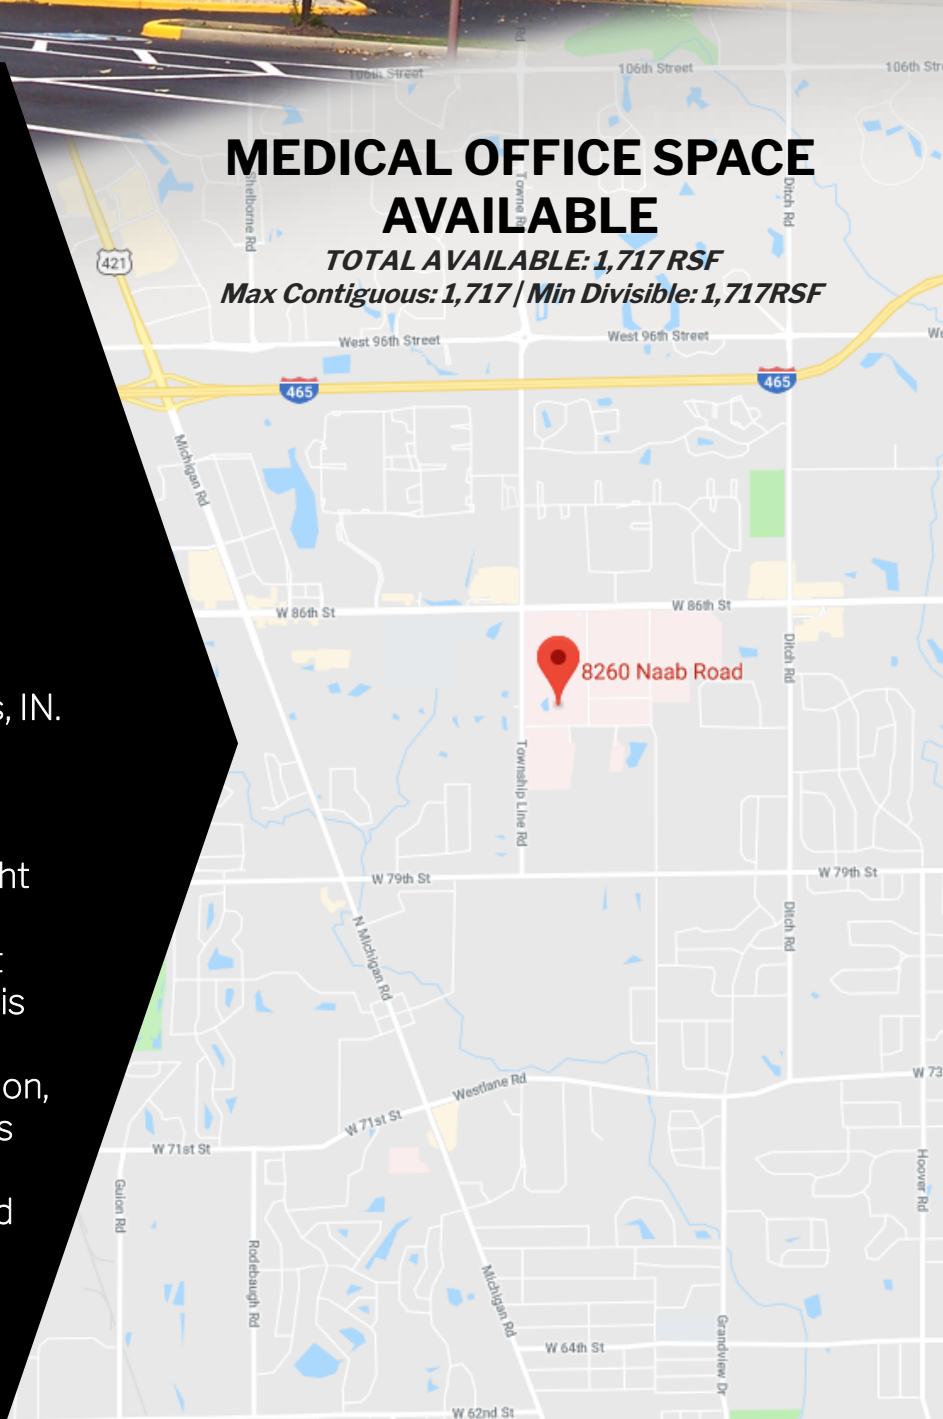 Rd
106th Street
106th Street
106th Str
MEDICAL OFFICE SPACE
AVAILABLE
TOTAL AVAILABLE: 1,717 RSF
Max Contiguous: 1,717 | Min Divisible: 1,717RSF
Shelborne Rd
Towne Rd
Ditch Rd
421
West 96th Street
West 96th Street
We
465
465
Michigan Rd
W 86th St
W 86th St
8260 Naab Road
Ditch Rd
s, IN.
Township Line Rd
ht
W 79th St
W 79th St
Ditch Rd
N Michigan Rd
t
is
on,
s
d
W 73
Westlane Rd
W 71st St
W 71st St
Guion Rd
Hoover Rd
Rodebaugh Rd
Michigan Rd
Grandview Dr
W 64th St
W 62nd St